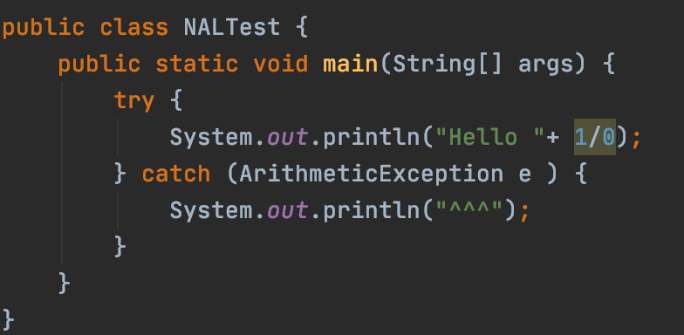 public class NALTest {
    public static void main(String[] args) {
        try {
            System.out.println("Hello "+ 1/0);
        } catch (ArithmeticException e ) {
            System.out.println("^^^");
        }
    }
}